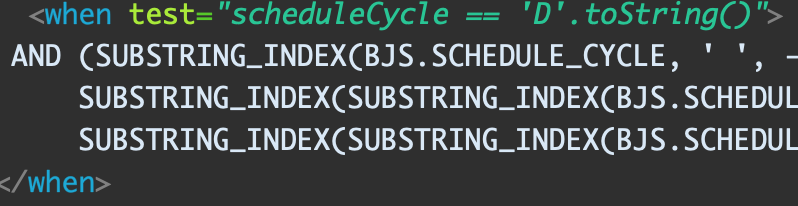 <when test="scheduleCycle == 'D'.toString()">
AND (SUBSTRING_INDEX(BJS.SCHEDULE_CYCLE, ' ', -
SUBSTRING_INDEX(SUBSTRING_INDEX(BJS.SCHEDUL
SUBSTRING_INDEX(SUBSTRING_INDEX(BJS.SCHEDUL
</when>